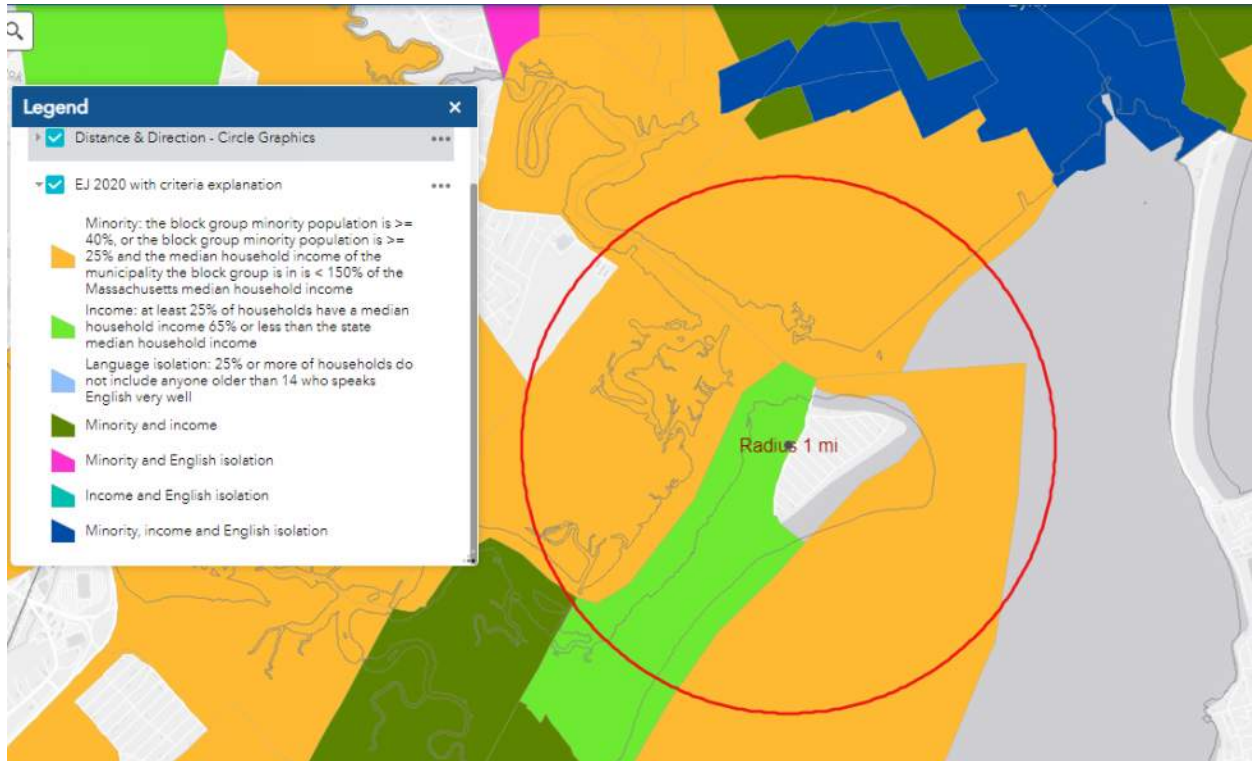 Legend
Distance & Direction - Circle Graphics
EJ 2020 with criteria explanation
Minority: the block group minority population is >=
40%, or the block group minority population is >=
25% and the median household income of the
municipality the block group is in is < 150% of the
Massachusetts median household income
Income: at least 25% of households have a median
household income 65% or less than the state
median household income
Language isolation: 25% or more of households do
not include anyone older than 14 who speaks
English very well
Minority and income
Minority and English isolation
Income and English isolation
Minority, income and English isolation
Radius 1 mi